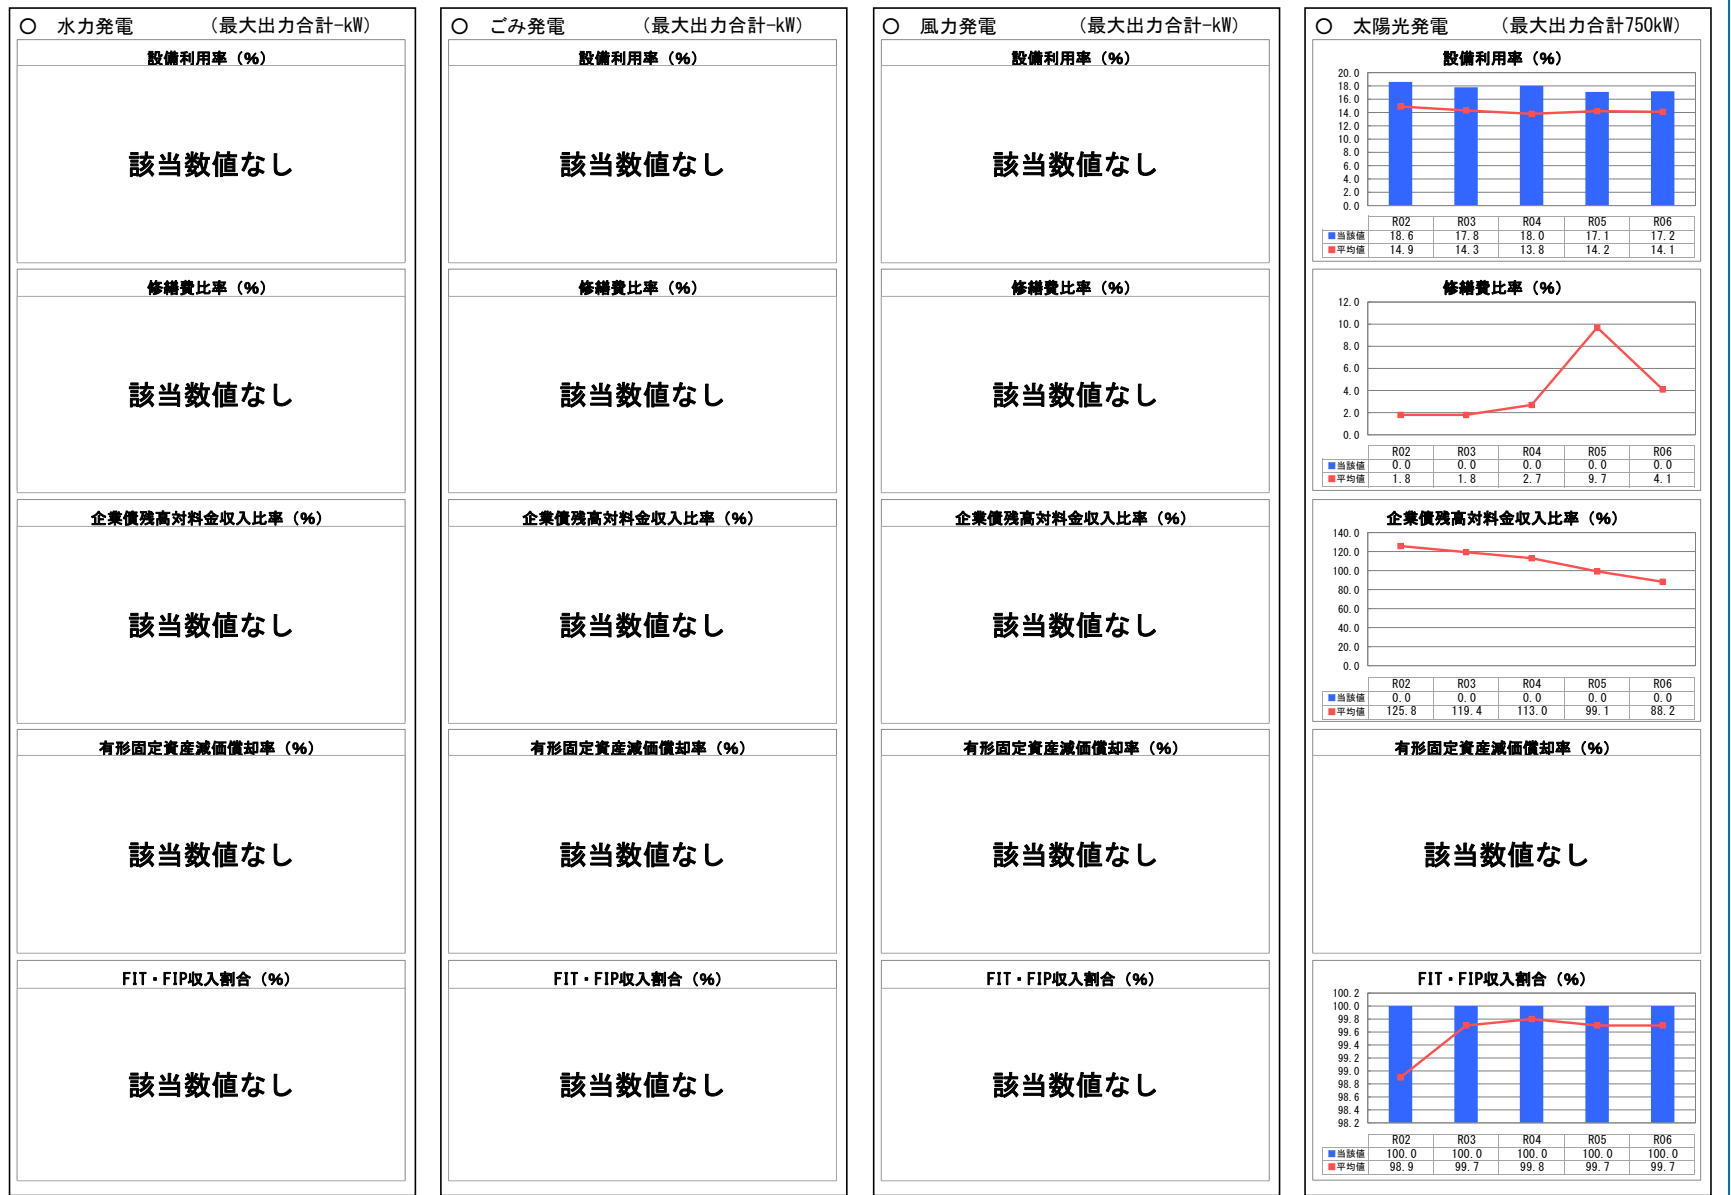 ○ 水力発電 (最大出力合計-kW)
設備利用率(%)
該当数値なし
修繕費比率(%)
該当数値なし
企業債残高対料金収入比率(%)
該当数値なし
有形固定資産減価償却率(%)
該当数値なし
FIT・FIP収入割合(%)
該当数値なし
○ ごみ発電 (最大出力合計-kW)
設備利用率(%)
該当数値なし
修繕費比率(%)
該当数値なし
企業債残高対料金収入比率(%)
該当数値なし
有形固定資産減価償却率(%)
該当数値なし
FIT・FIP収入割合(%)
該当数値なし
○ 風力発電 (最大出力合計-kW)
設備利用率(%)
該当数値なし
修繕費比率(%)
該当数値なし
企業債残高対料金収入比率(%)
該当数値なし
有形固定資産減価償却率(%)
該当数値なし
FIT・FIP収入割合(%)
該当数値なし
○ 太陽光発電 (最大出力合計750kW)
設備利用率(%)
20.0
18.0
16.0
14.0
12.0
10.0
8.0
6.0
4.0
2.0
0.0
R02 R03 R04 R05 R06
当該値 18.6 17.8 18.0 17.1 17.2
平均値 14.9 14.3 13.8 14.2 14.1
修繕費比率(%)
12.0
10.0
8.0
6.0
4.0
2.0
0.0
R02 R03 R04 R05 R06
当該値 0.0 0.0 0.0 0.0 0.0
平均値 1.8 1.8 2.7 9.7 4.1
企業債残高対料金収入比率(%)
140.0
120.0
100.0
80.0
60.0
40.0
20.0
0.0
R02 R03 R04 R05 R06
当該値 0.0 0.0 0.0 0.0 0.0
平均値 125.8 119.4 113.0 99.1 88.2
有形固定資産減価償却率(%)
該当数値なし
FIT・FIP収入割合(%)
100.2
100.0
99.8
99.6
99.4
99.2
99.0
98.8
98.6
98.4
98.2
R02 R03 R04 R05 R06
当該値 100.0 100.0 100.0 100.0 100.0
平均値 98.9 99.7 99.8 99.7 99.7